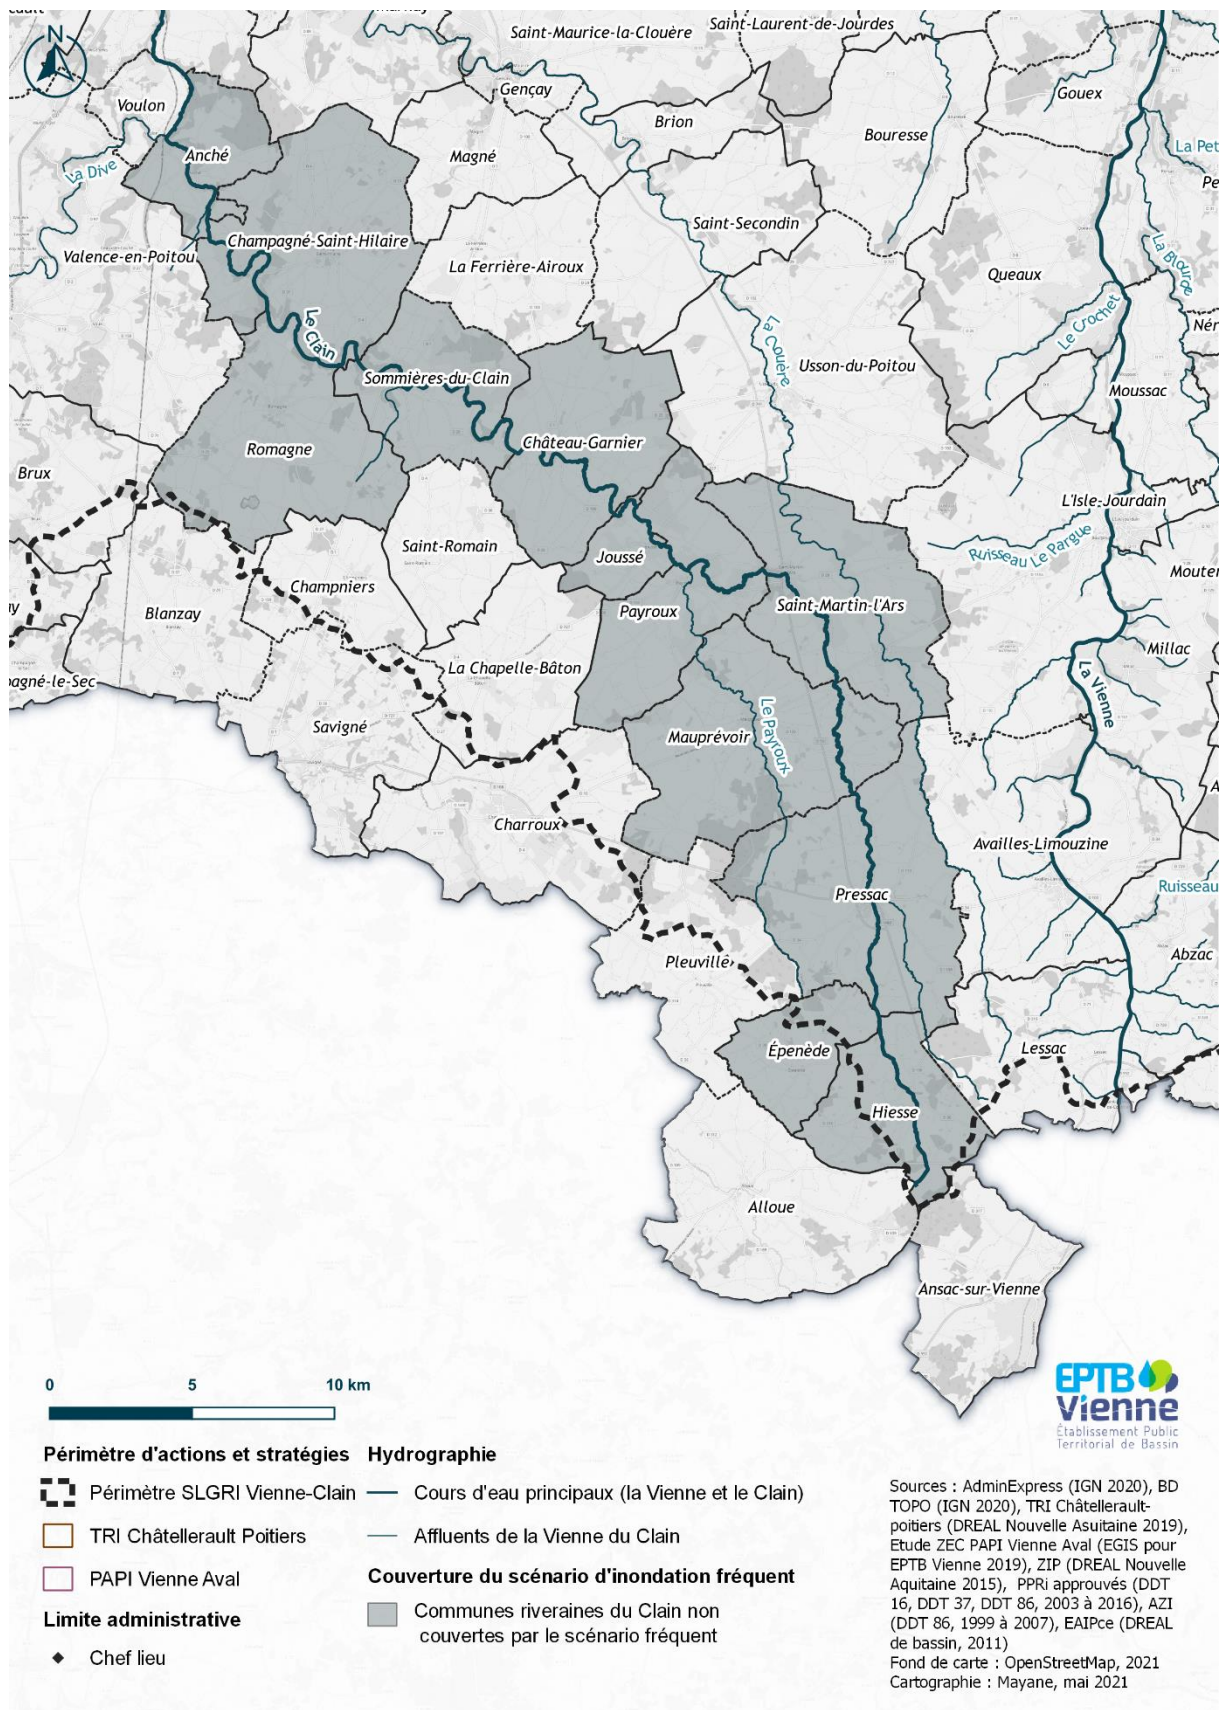 N
Saint-Maurice-la-Clouère
Saint-Laurent-de-Jourdes
Gençay
Gouex
Voulon
Brion
Bouresse
La Pet
Anché
Magné
La Dive
Pe
Saint-Secondin
Champagné-Saint-Hilaire
Valence-en-Poitou
La Ferrière-Airoux
Queaux
La Blourde
Le Crochet
Nér
Le Clain
La Clouère
Usson-du-Poitou
Sommières-du-Clain
Moussac
Château-Garnier
Romagne
Brux
L'Isle-Jourdain
Ruisseau Le Pargue
Saint-Romain
Joussé
Champniers
Mouter
Blanzay
Payroux
Saint-Martin-l'Ars
Millac
La Chapelle-Bâton
pagné-le-Sec
La Vienne
Savigné
Mauprévoir
Le Payroux
Charroux
Availles-Limouzine
Pressac
Ruisseau
Abzac
Pleuville
Épenède
Lessac
Hiesse
Alloue
Ansac-sur-Vienne
0 5 10 km
EPTB
Vienne
Établissement Public
Territorial de Bassin
Périmètre d'actions et stratégies
Périmètre SLGRI Vienne-Clain
TRI Châtellerault Poitiers
PAPI Vienne Aval
Limite administrative
Chef lieu
Hydrographie
Cours d'eau principaux (la Vienne et le Clain)
Affluents de la Vienne du Clain
Couverture du scénario d'inondation fréquent
Communes riveraines du Clain non
couvertes par le scénario fréquent
Sources : AdminExpress (IGN 2020), BD
TOPO (IGN 2020), TRI Châtellerault-
poitiers (DREAL Nouvelle Asuitaine 2019),
Etude ZEC PAPI Vienne Aval (EGIS pour
EPTB Vienne 2019), ZIP (DREAL Nouvelle
Aquitaine 2015), PPRi approuvés (DDT
16, DDT 37, DDT 86, 2003 à 2016), AZI
(DDT 86, 1999 à 2007), EAIPce (DREAL
de bassin, 2011)
Fond de carte : OpenStreetMap, 2021
Cartographie : Mayane, mai 2021